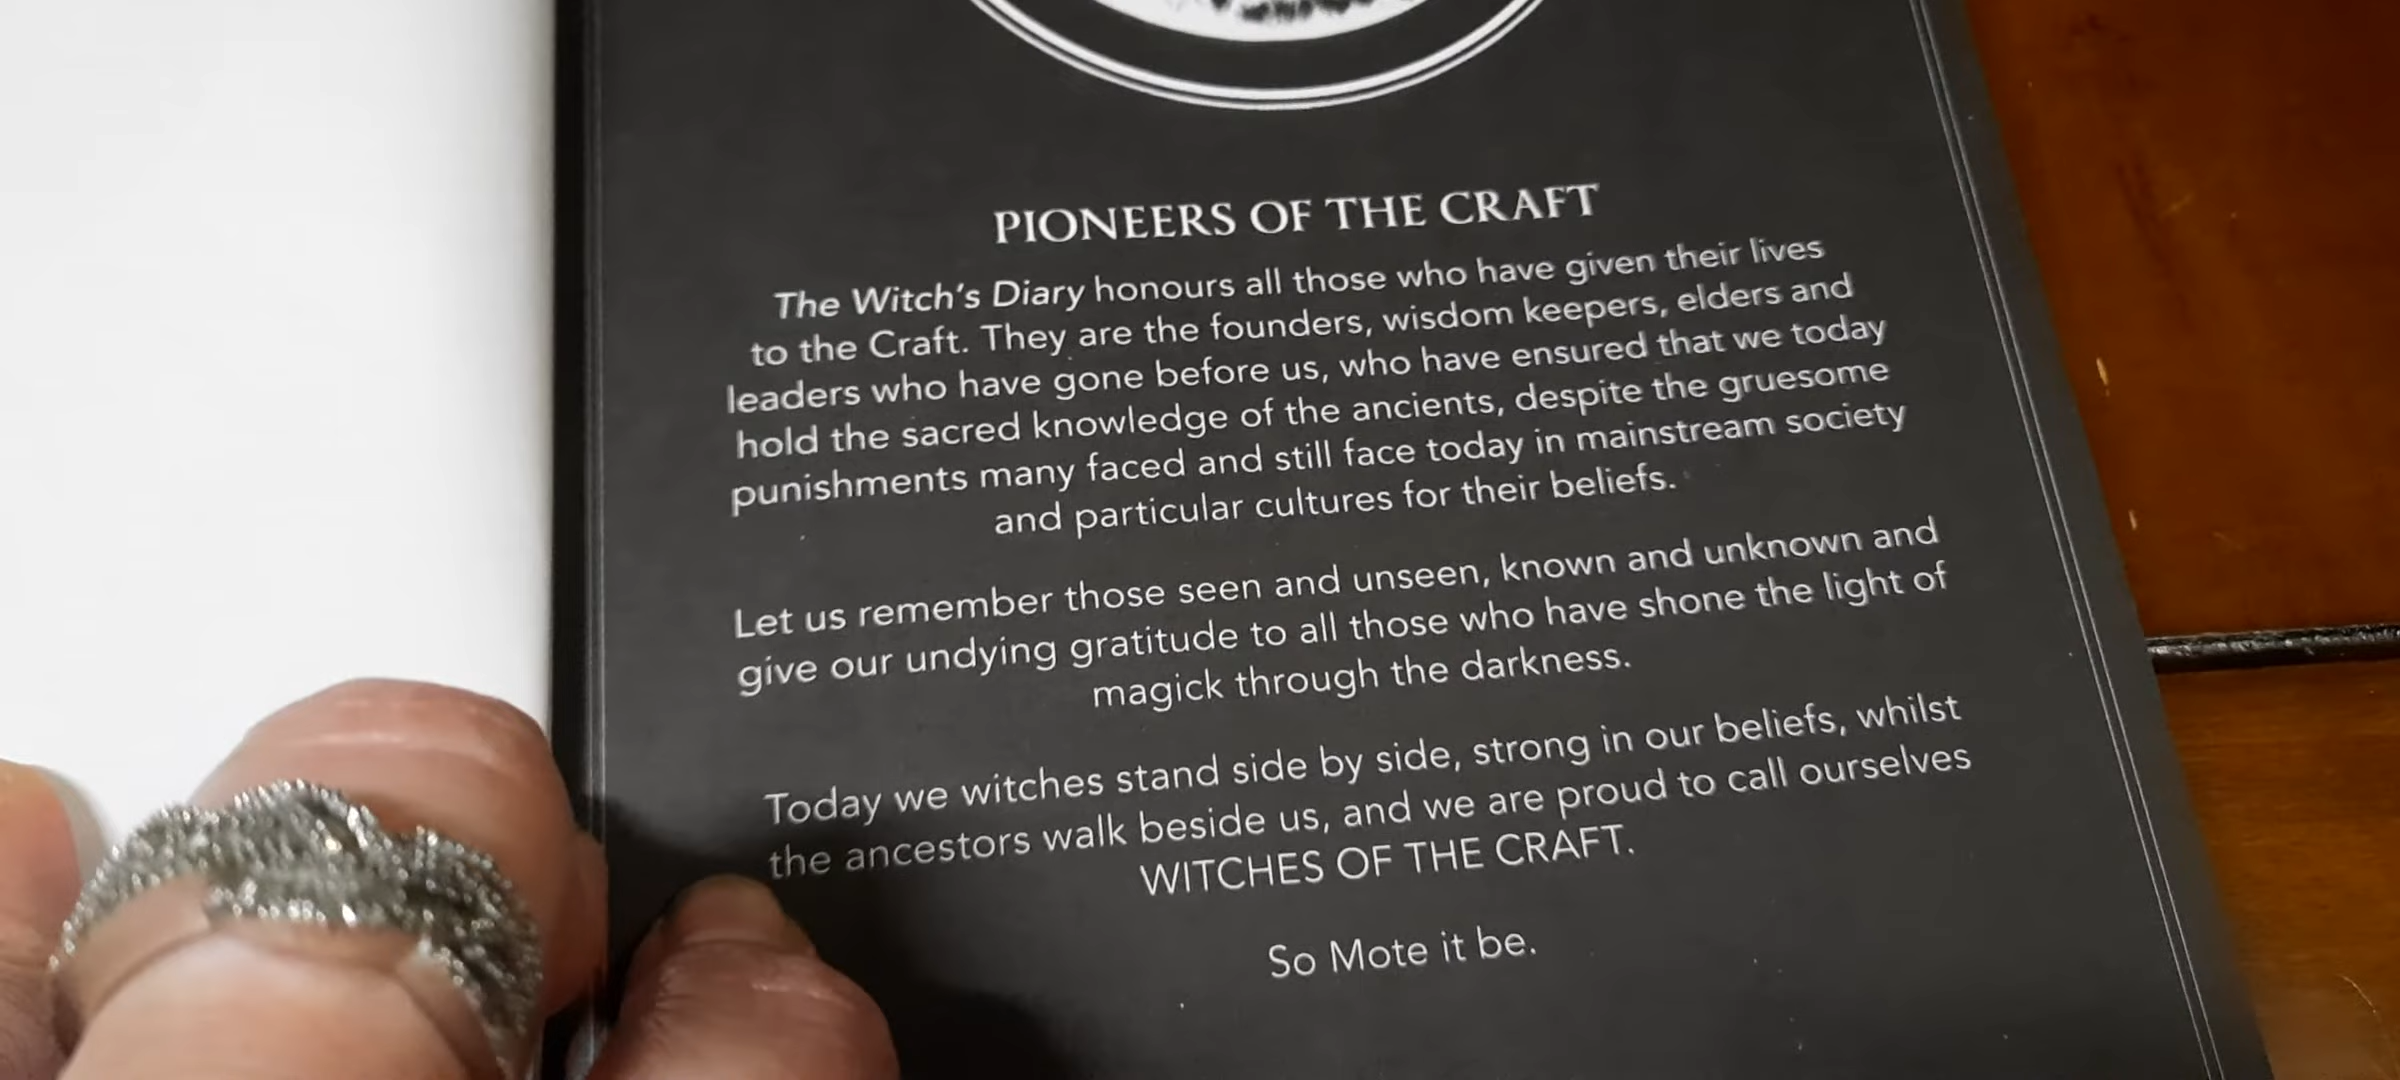 PIONEERS OF THE CRAFT
The Witch's Diary honours all those who have given their lives
to the Craft. They are the founders, wisdom keepers, elders and
leaders who have gone before us, who have ensured that we today
hold the sacred knowledge of the ancients, despite the gruesome
punishments many faced and still face today in mainstream society
and particular cultures for their beliefs.
Let us remember those seen and unseen, known and unknown and
give our undying gratitude to all those who have shone the light of
magick through the darkness.
Today we witches stand side by side, strong in our beliefs, whilst
the ancestors walk beside us, and we are proud to call ourselves
WITCHES OF THE CRAFT.
So Mote it be.